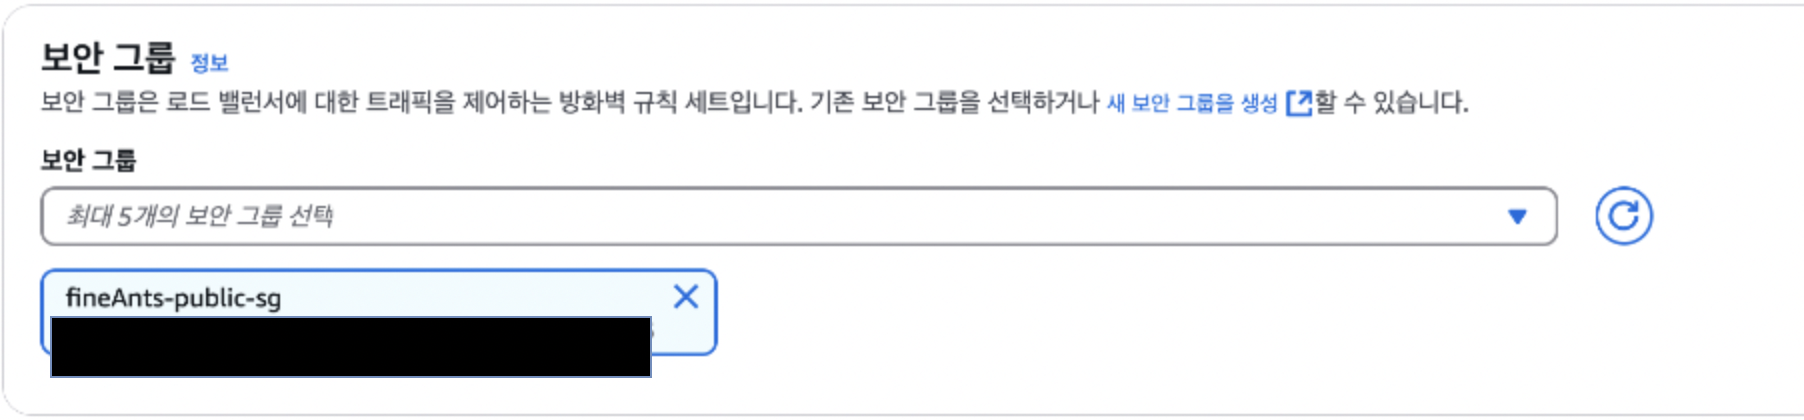 보안 그룹 정보
보안 그룹은 로드 밸런서에 대한 트래픽을 제어하는 방화벽 규칙 세트입니다. 기존 보안 그룹을 선택하거나 새 보안 그룹을 생성 할 수 있습니다.
보안 그룹
최대 5개의 보안 그룹 선택
fineAnts-public-sg